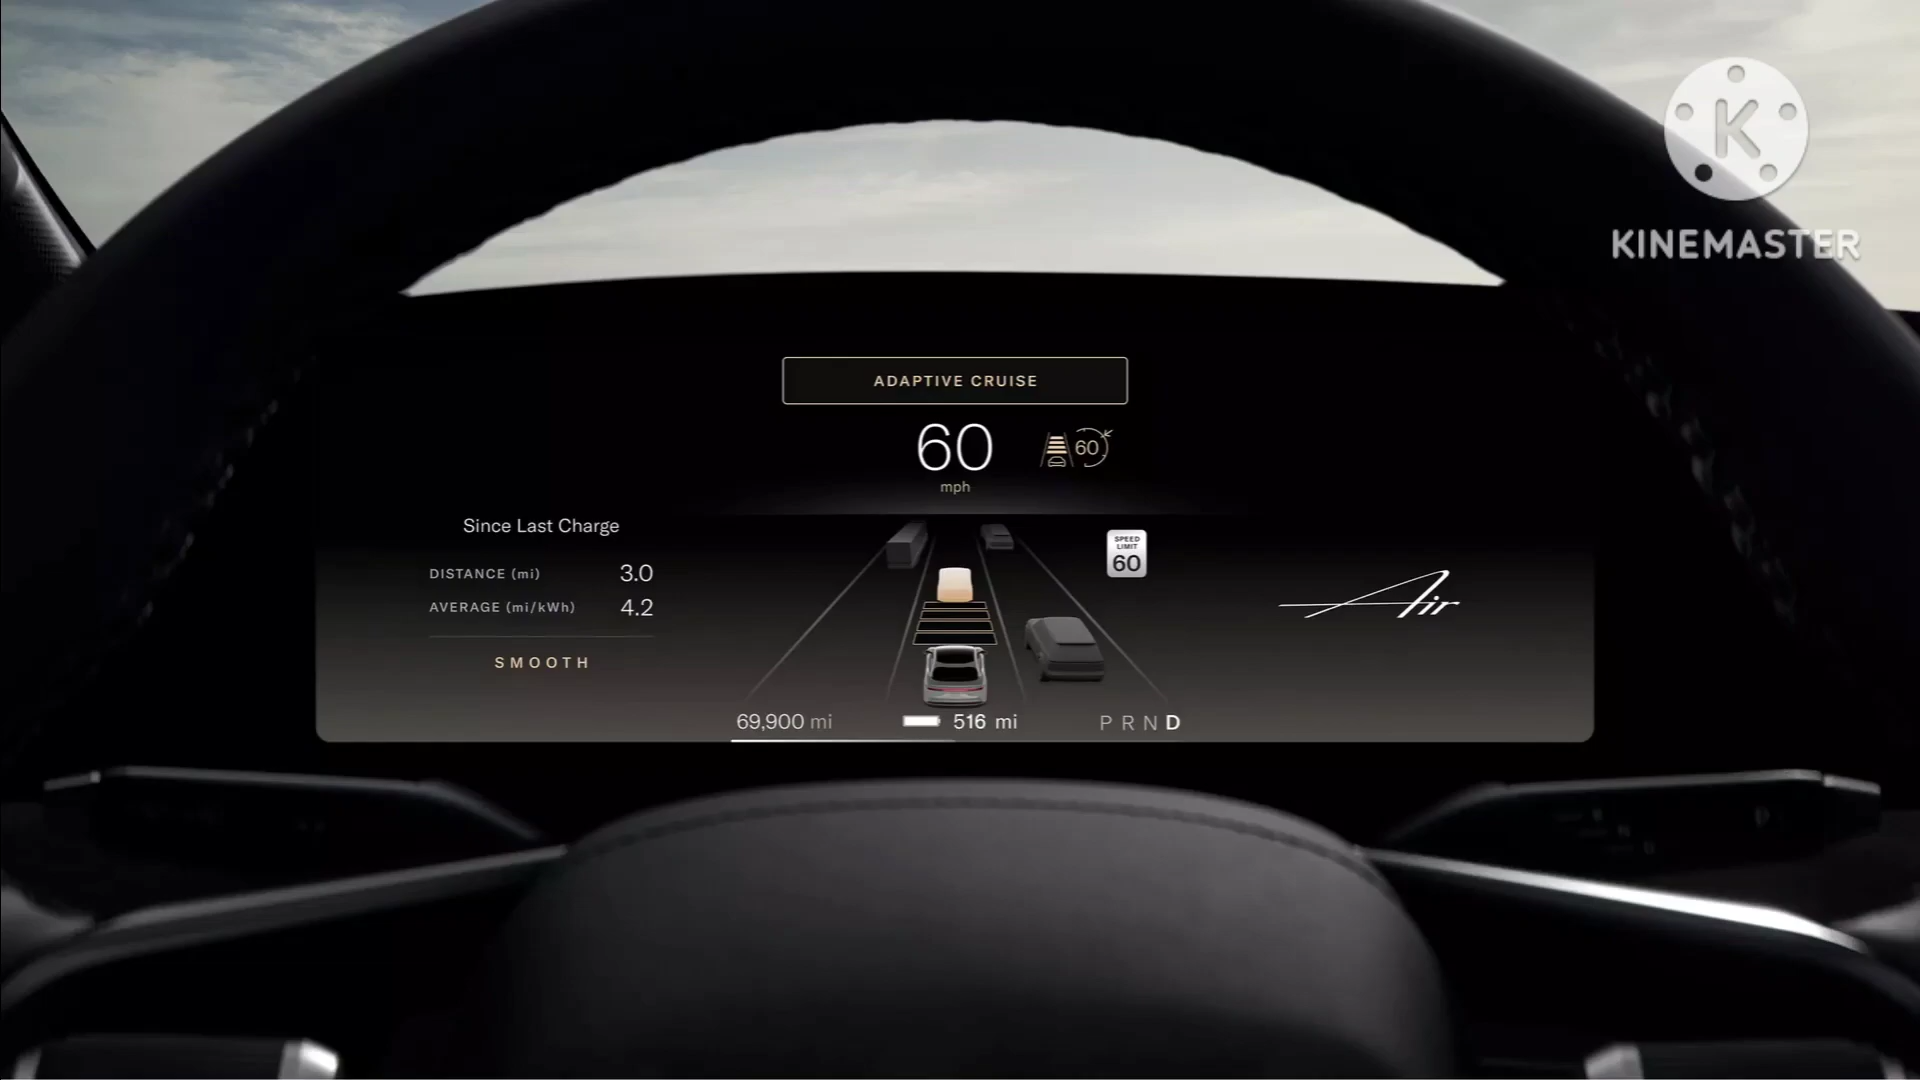 K
KINEMASTER
ADAPTIVE CRUISE
60
60
mph
Since Last Charge
SPEED
LIMIT
60
DISTANCE (mi) 3.0
AVERAGE (mi/kWh) 4.2
Air
SMOOTH
69,900 mi
516 mi
P R N D